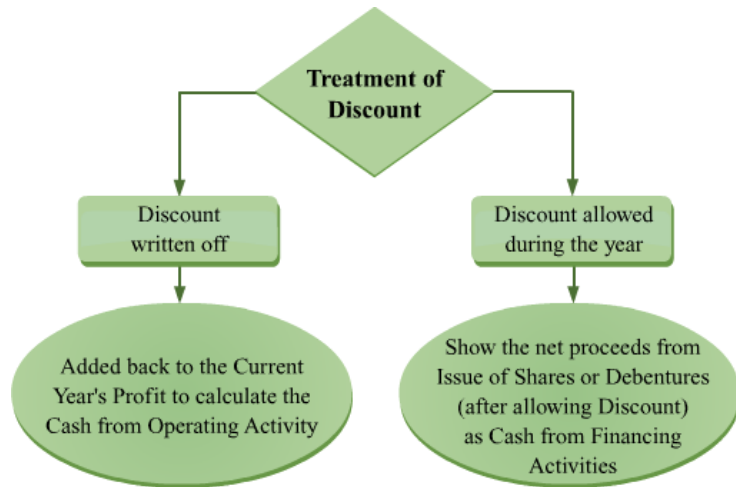 Treatment of
Discount
Discount
written off
Discount allowed
during the year
Added back to the Current
Year's Profit to calculate the
Cash from Operating Activity
Show the net proceeds from
Issue of Shares or Debentures
(after allowing Discount)
as Cash from Financing
Activities